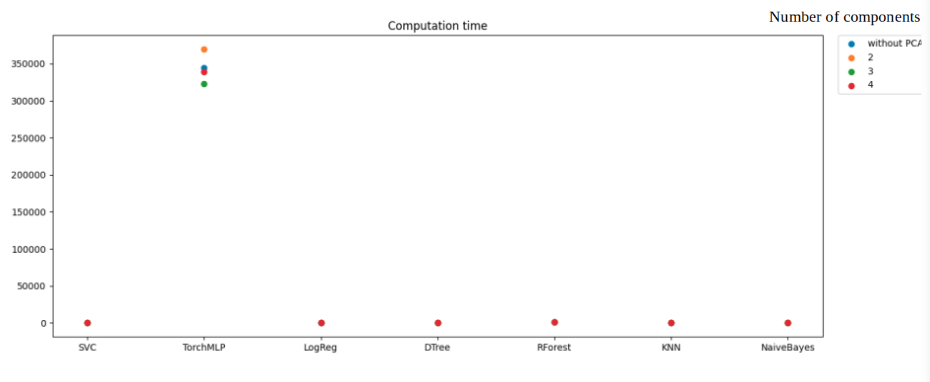 Number of components
Computation time
without PCA
2
3
4
350000
300000
250000
200000
150000
100000
50000
0
SVC TorchMLP LogReg DTree RForest KNN NaiveBayes